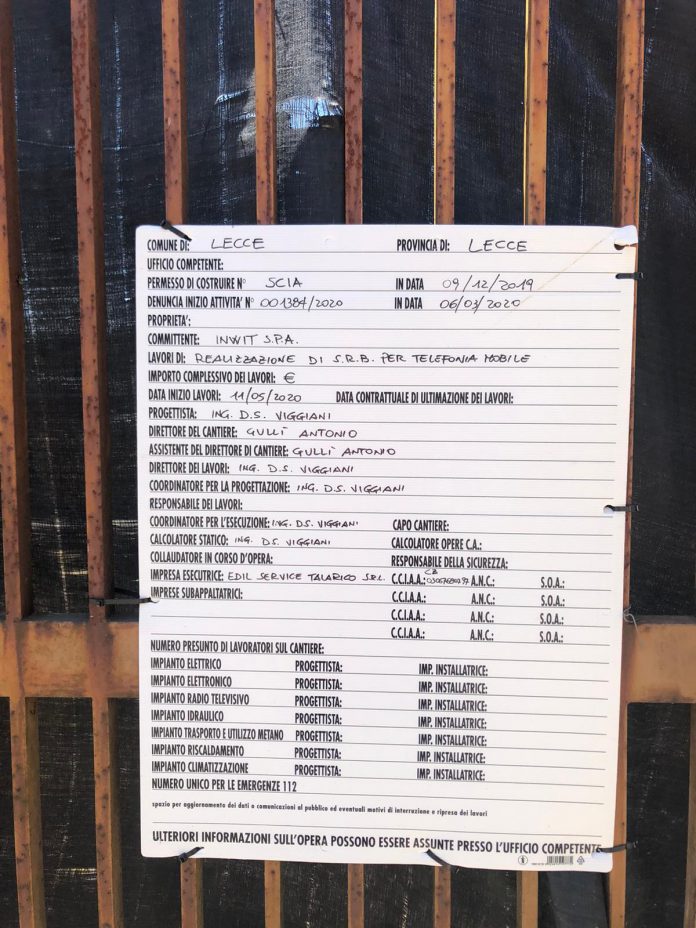 COMUNE DI: LECCE PROVINCIA DI: LECCE
UFFICIO COMPETENTE:
PERMESSO DI COSTRUIRE N° SCIA IN DATA 09/12/2019
DENUNCIA INIZIO ATTIVITA' N° 001384/2020 IN DATA 06/03/2020
PROPRIETA':
COMMITTENTE: INWIT S.P.A.
LAVORI DI: REALIZZAZIONE DI S.R.B. PER TELEFONIA MOBILE
IMPORTO COMPLESSIVO DEI LAVORI: €
DATA INIZIO LAVORI: 11/05/2020 DATA CONTRATTUALE DI ULTIMAZIONE DEI LAVORI:
PROGETTISTA: ING. D.S. VIGGIANI
DIRETTORE DEL CANTIERE: GULLI' ANTONIO
ASSISTENTE DEL DIRETTORE DI CANTIERE: GULLI' ANTONIO
DIRETTORE DEI LAVORI: ING. D.S. VIGGIANI
COORDINATORE PER LA PROGETTAZIONE: ING. D.S. VIGGIANI
RESPONSABILE DEI LAVORI:
COORDINATORE PER L'ESECUZIONE: ING. D.S. VIGGIANI CAPO CANTIERE:
CALCOLATORE STATICO: ING. D.S. VIGGIANI CALCOLATORE OPERE C.A.:
COLLAUDATORE IN CORSO D'OPERA: RESPONSABILE DELLA SICUREZZA:
IMPRESA ESECUTRICE: EDIL SERVICE TALARICO S.R.L. C.C.I.A.A.: A.N.C.: S.O.A.:
IMPRESE SUBAPPALTATRICI: C.C.I.A.A.: A.N.C.: S.O.A.:
C.C.I.A.A.: A.N.C.: S.O.A.:
C.C.I.A.A.: A.N.C.: S.O.A.:
NUMERO PRESUNTO DI LAVORATORI SUL CANTIERE:
IMPIANTO ELETTRICO PROGETTISTA: IMP. INSTALLATRICE:
IMPIANTO ELETTRONICO PROGETTISTA: IMP. INSTALLATRICE:
IMPIANTO RADIO TELEVISIVO PROGETTISTA: IMP. INSTALLATRICE:
IMPIANTO IDRAULICO PROGETTISTA: IMP. INSTALLATRICE:
IMPIANTO TRASPORTO E UTILIZZO METANO PROGETTISTA: IMP. INSTALLATRICE:
IMPIANTO RISCALDAMENTO PROGETTISTA: IMP. INSTALLATRICE:
IMPIANTO CLIMATIZZAZIONE PROGETTISTA: IMP. INSTALLATRICE:
NUMERO UNICO PER LE EMERGENZE 112
spazio per aggiornamento dei dati o comunicazioni al pubblico ed eventuali motivi di interruzione e ripresa dei lavori
ULTERIORI INFORMAZIONI SULL'OPERA POSSONO ESSERE ASSUNTE PRESSO L'UFFICIO COMPETENTE